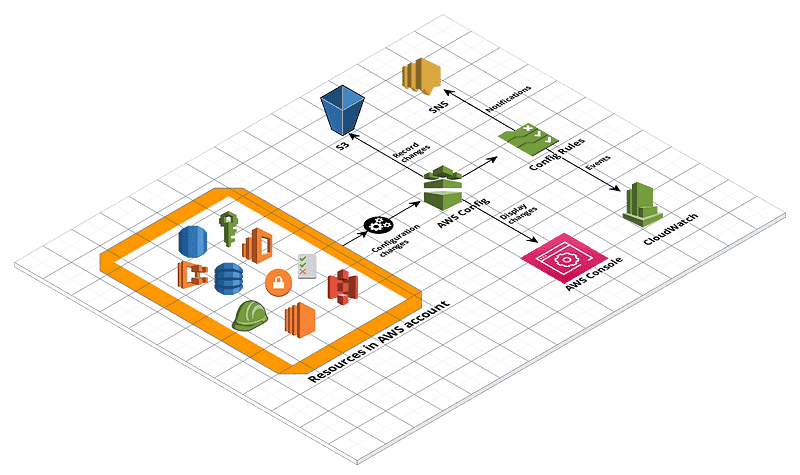 SNS
Notifications
S3
Record
changes
Config Rules
Events
AWS Config
Display
changes
CloudWatch
Configuration
changes
AWS Console
Resources in AWS account